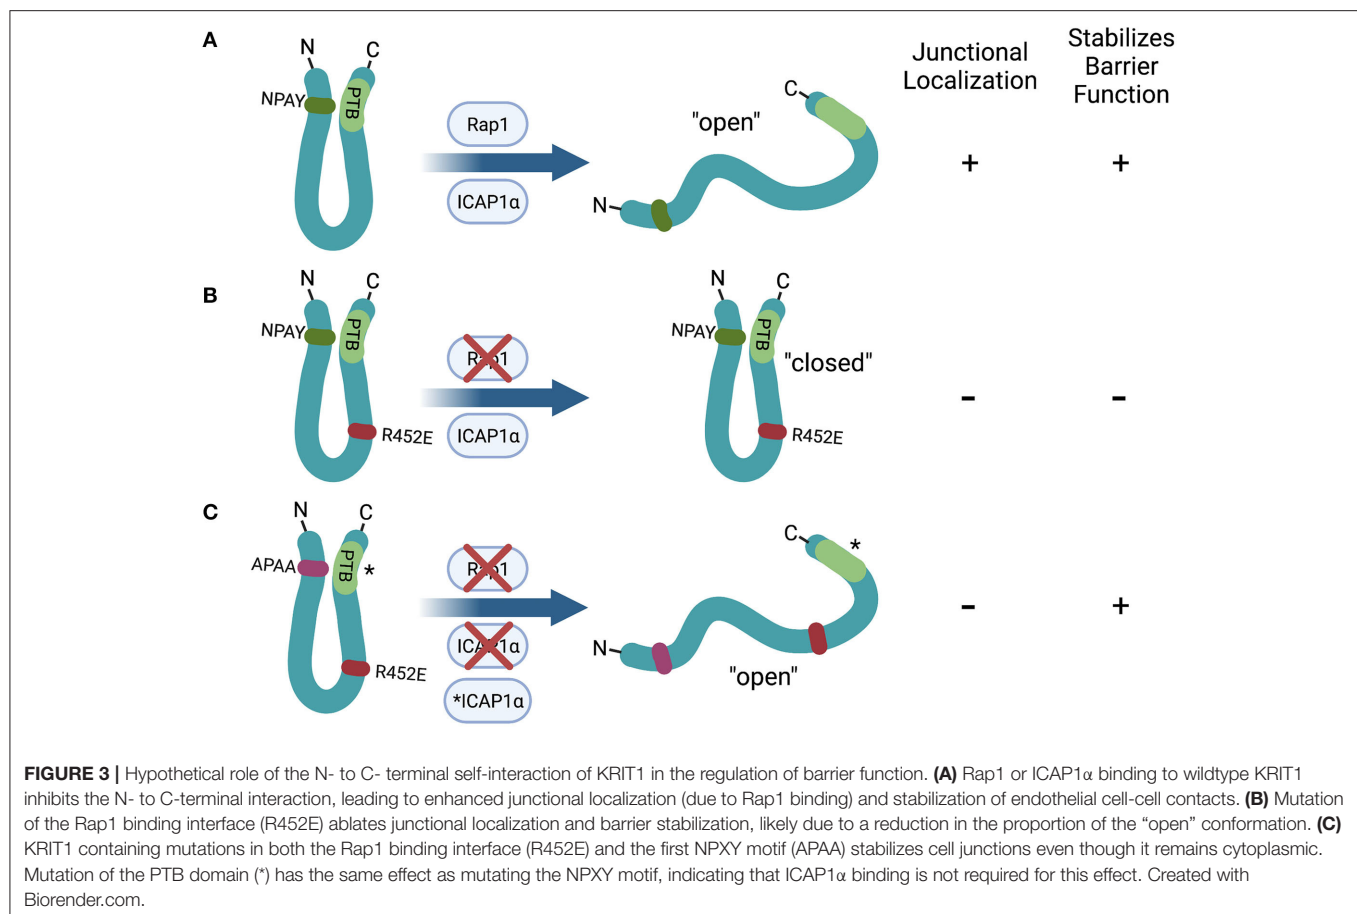 A
N
C
NPAY
PTB
Rap1
ICAP1α
"open"
C
N
Junctional
Localization
Stabilizes
Barrier
Function
+
+
B
N
C
NPAY
PTB
R452E
Rap1
ICAP1α
N
C
NPAY
PTB
"closed"
R452E
-
-
C
N
C
APAA
PTB
*
R452E
Rap1
ICAP1α
*ICAP1α
C
*
N
"open"
-
+
FIGURE 3 | Hypothetical role of the N- to C- terminal self-interaction of KRIT1 in the regulation of barrier function. (A) Rap1 or ICAP1α binding to wildtype KRIT1
inhibits the N- to C-terminal interaction, leading to enhanced junctional localization (due to Rap1 binding) and stabilization of endothelial cell-cell contacts. (B) Mutation
of the Rap1 binding interface (R452E) ablates junctional localization and barrier stabilization, likely due to a reduction in the proportion of the “open” conformation. (C)
KRIT1 containing mutations in both the Rap1 binding interface (R452E) and the first NPXY motif (APAA) stabilizes cell junctions even though it remains cytoplasmic.
Mutation of the PTB domain (*) has the same effect as mutating the NPXY motif, indicating that ICAP1α binding is not required for this effect. Created with
Biorender.com.